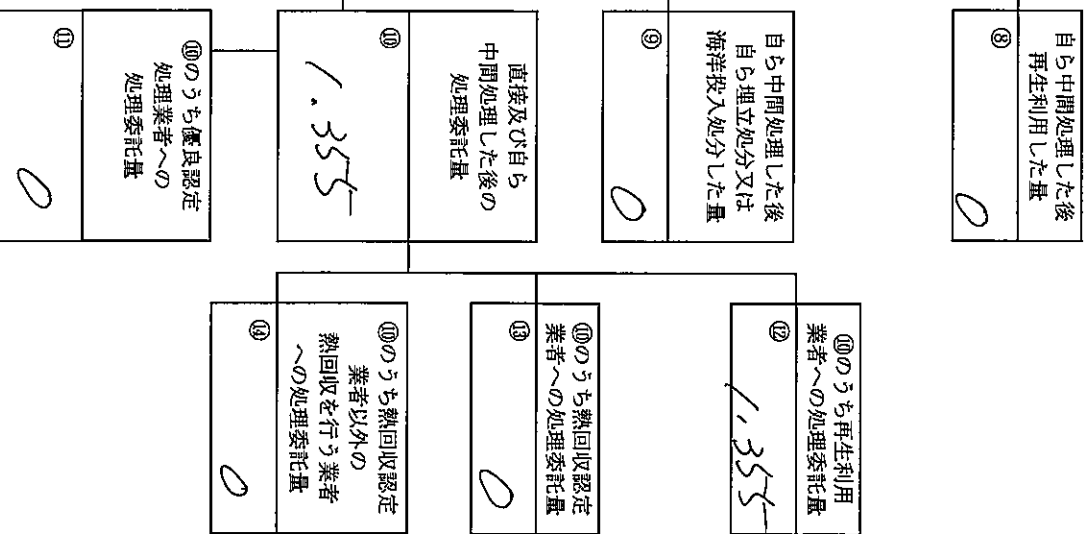 自ら中間処理した後
再生利用した量
⑧
0
自ら中間処理した後
自ら埋立処分又は
海洋投入処分した量
⑨
0
直接及び自ら
中間処理した後の
処理委託量
⑩
1.355
⑩のうち優良認定
処理業者への
処理委託量
⑪
0
⑩のうち再生利用
業者への処理委託量
⑫
1.355
⑩のうち熱回収認定
業者への処理委託量
⑬
0
⑩のうち熱回収認定
業者以外の
熱回収を行う業者
への処理委託量
⑭
0